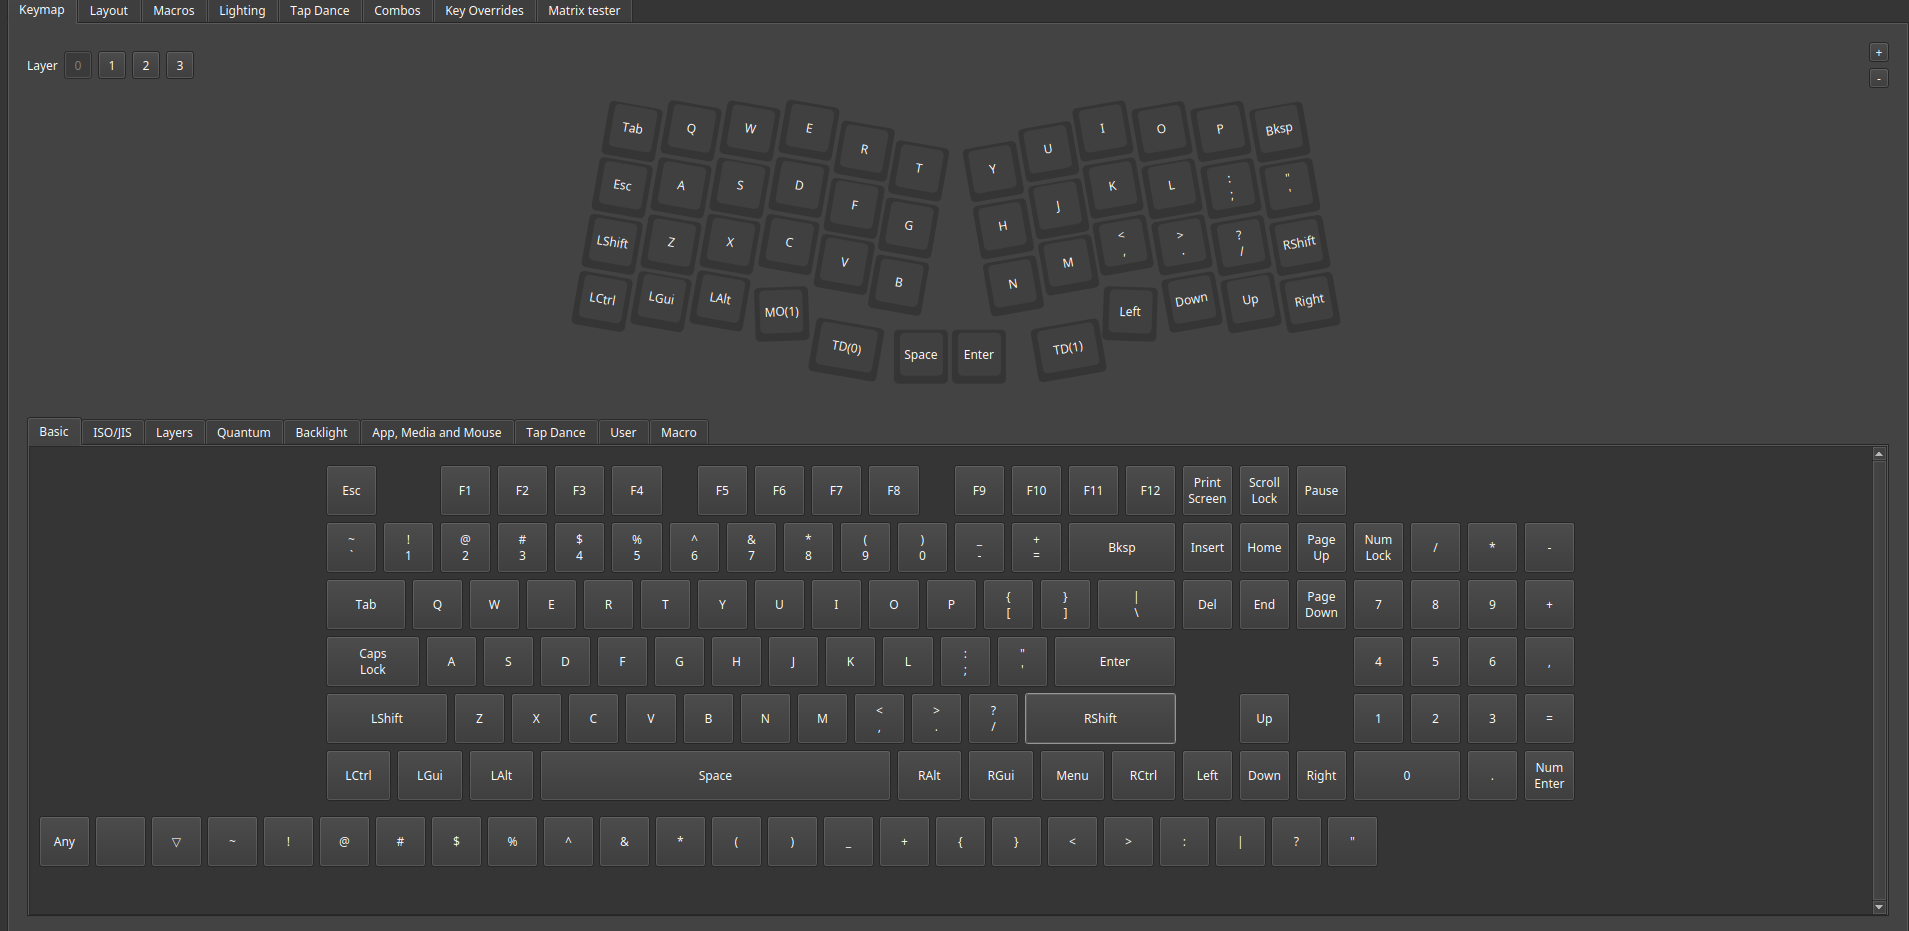 Keymap Layout Macros Lighting Tap Dance Combos Key Overrides Matrix tester
Layer 0 1 2 3
+
-
Tab Q W E R T Y U I O P Bksp
Esc A S D F G H J K L : ; " '
LShift Z X C V B N M < , > . ? / RShift
LCtrl LGui LAlt MO(1) Left Down Up Right
TD(0) Space Enter TD(1)
Basic ISO/JIS Layers Quantum Backlight App, Media and Mouse Tap Dance User Macro
Esc F1 F2 F3 F4 F5 F6 F7 F8 F9 F10 F11 F12 Print Screen Scroll Lock Pause
~ ` ! 1 @ 2 # 3 $ 4 % 5 ^ 6 & 7 * 8 ( 9 ) 0 _ - + = Bksp Insert Home Page Up Num Lock / * -
Tab Q W E R T Y U I O P { [ } ] | \ Del End Page Down 7 8 9 +
Caps Lock A S D F G H J K L : ; " ' Enter 4 5 6 ,
LShift Z X C V B N M < , > . ? / RShift Up 1 2 3 =
LCtrl LGui LAlt Space RAlt RGui Menu RCtrl Left Down Right 0 . Num Enter
Any ▽ ~ ! @ # $ % ^ & * ( ) _ + { } < > : | ? "